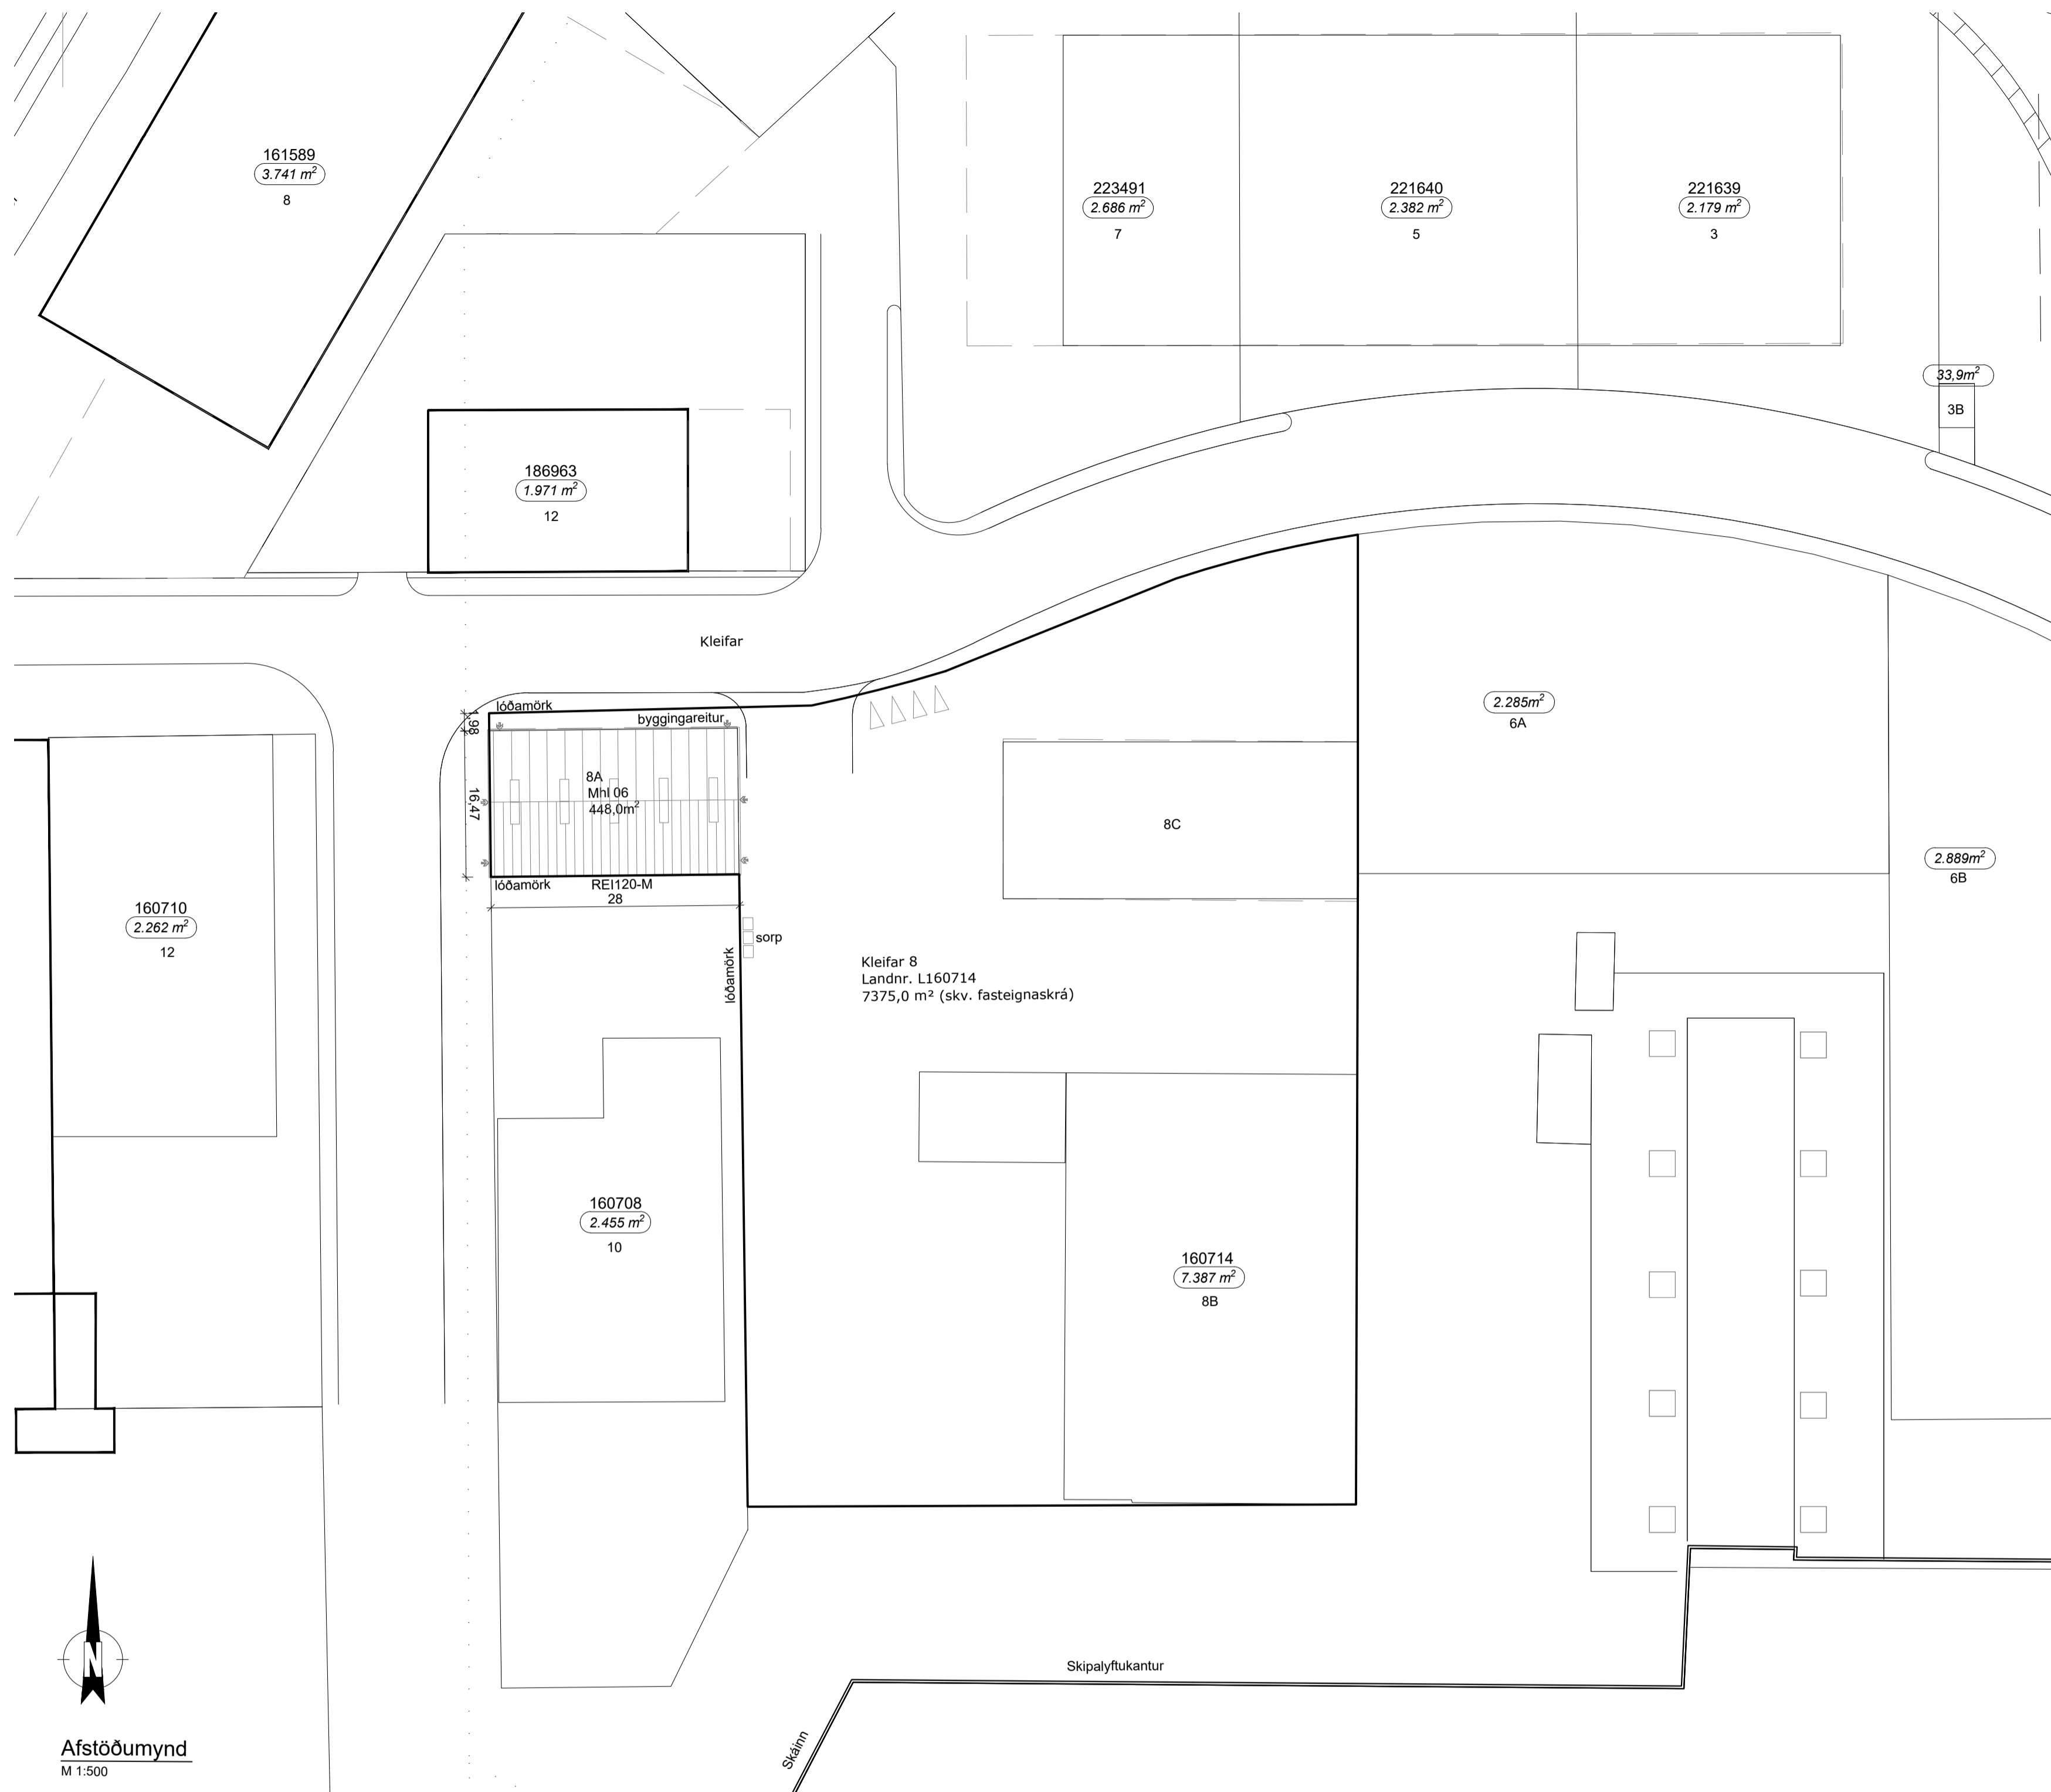 161589
3.741 m²
8
223491
2.686 m²
7
221640
2.382 m²
5
221639
2.179 m²
3
33,9m²
3B
186963
1.971 m²
12
Kleifar
lóðamörk
byggingareitur
1,98
16,47
8A
Mhl 06
448,0m²
lóðamörk
REI120-M
28
sorp
lóðamörk
2.285m²
6A
8C
2.889m²
6B
160710
2.262 m²
12
Kleifar 8
Landnr. L160714
7375,0 m² (skv. fasteignaskrá)
160708
2.455 m²
10
160714
7.387 m²
8B
N
Skipalyftukantur
Skáinn
Afstöðumynd
M 1:500